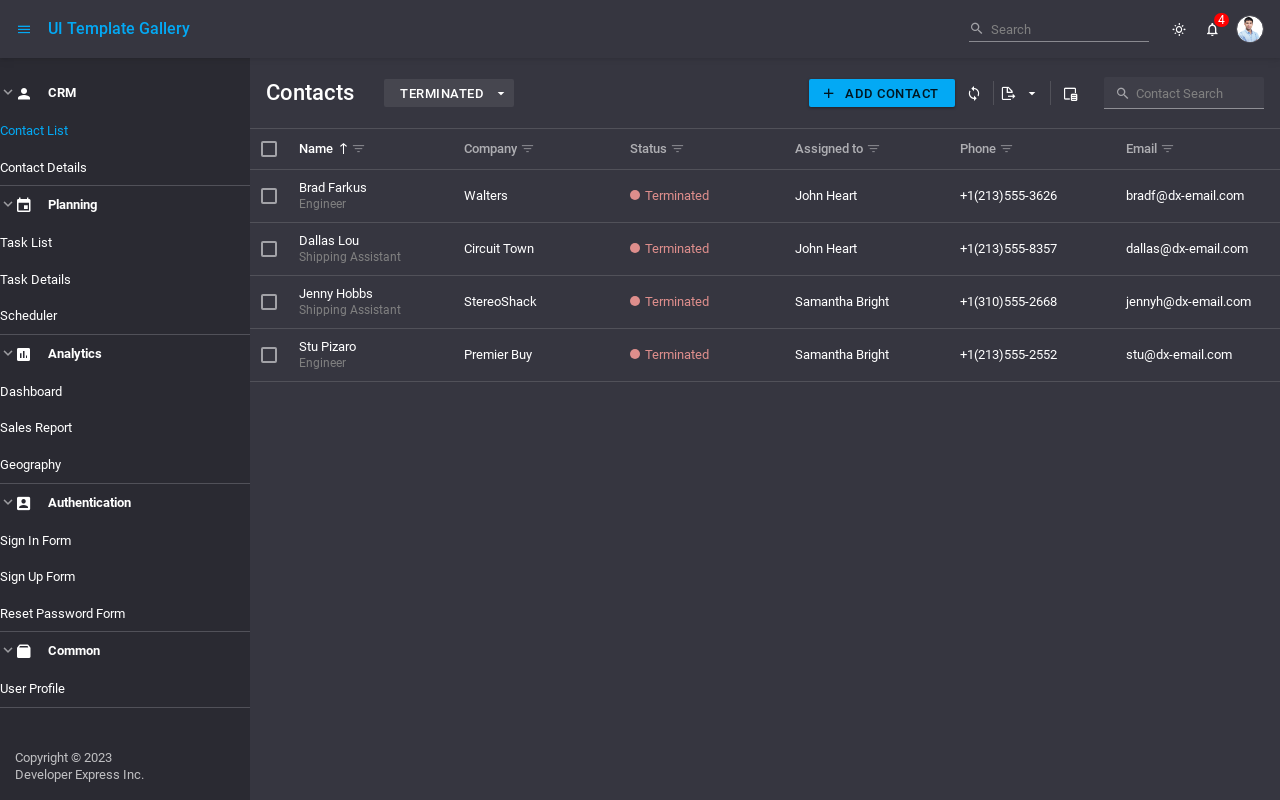 UI Template Gallery
Search
4
CRM
Contact List
Contact Details
Planning
Task List
Task Details
Scheduler
Analytics
Dashboard
Sales Report
Geography
Authentication
Sign In Form
Sign Up Form
Reset Password Form
Common
User Profile
Copyright © 2023
Developer Express Inc.
Contacts TERMINATED ADD CONTACT Contact Search
Name Company Status Assigned to Phone Email
Brad Farkus
Engineer
Walters Terminated John Heart +1(213)555-3626 bradf@dx-email.com
Dallas Lou
Shipping Assistant
Circuit Town Terminated John Heart +1(213)555-8357 dallas@dx-email.com
Jenny Hobbs
Shipping Assistant
StereoShack Terminated Samantha Bright +1(310)555-2668 jennyh@dx-email.com
Stu Pizaro
Engineer
Premier Buy Terminated Samantha Bright +1(213)555-2552 stu@dx-email.com